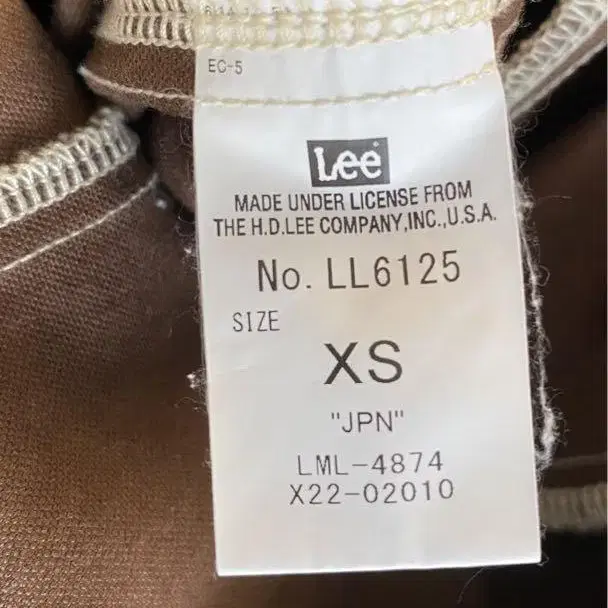 EC-5
Lee
MADE UNDER LICENSE FROM
THE H.D.LEE COMPANY,INC.,U.S.A.
No. LL6125
SIZE
XS
"JPN"
LML-4874
X22-02010